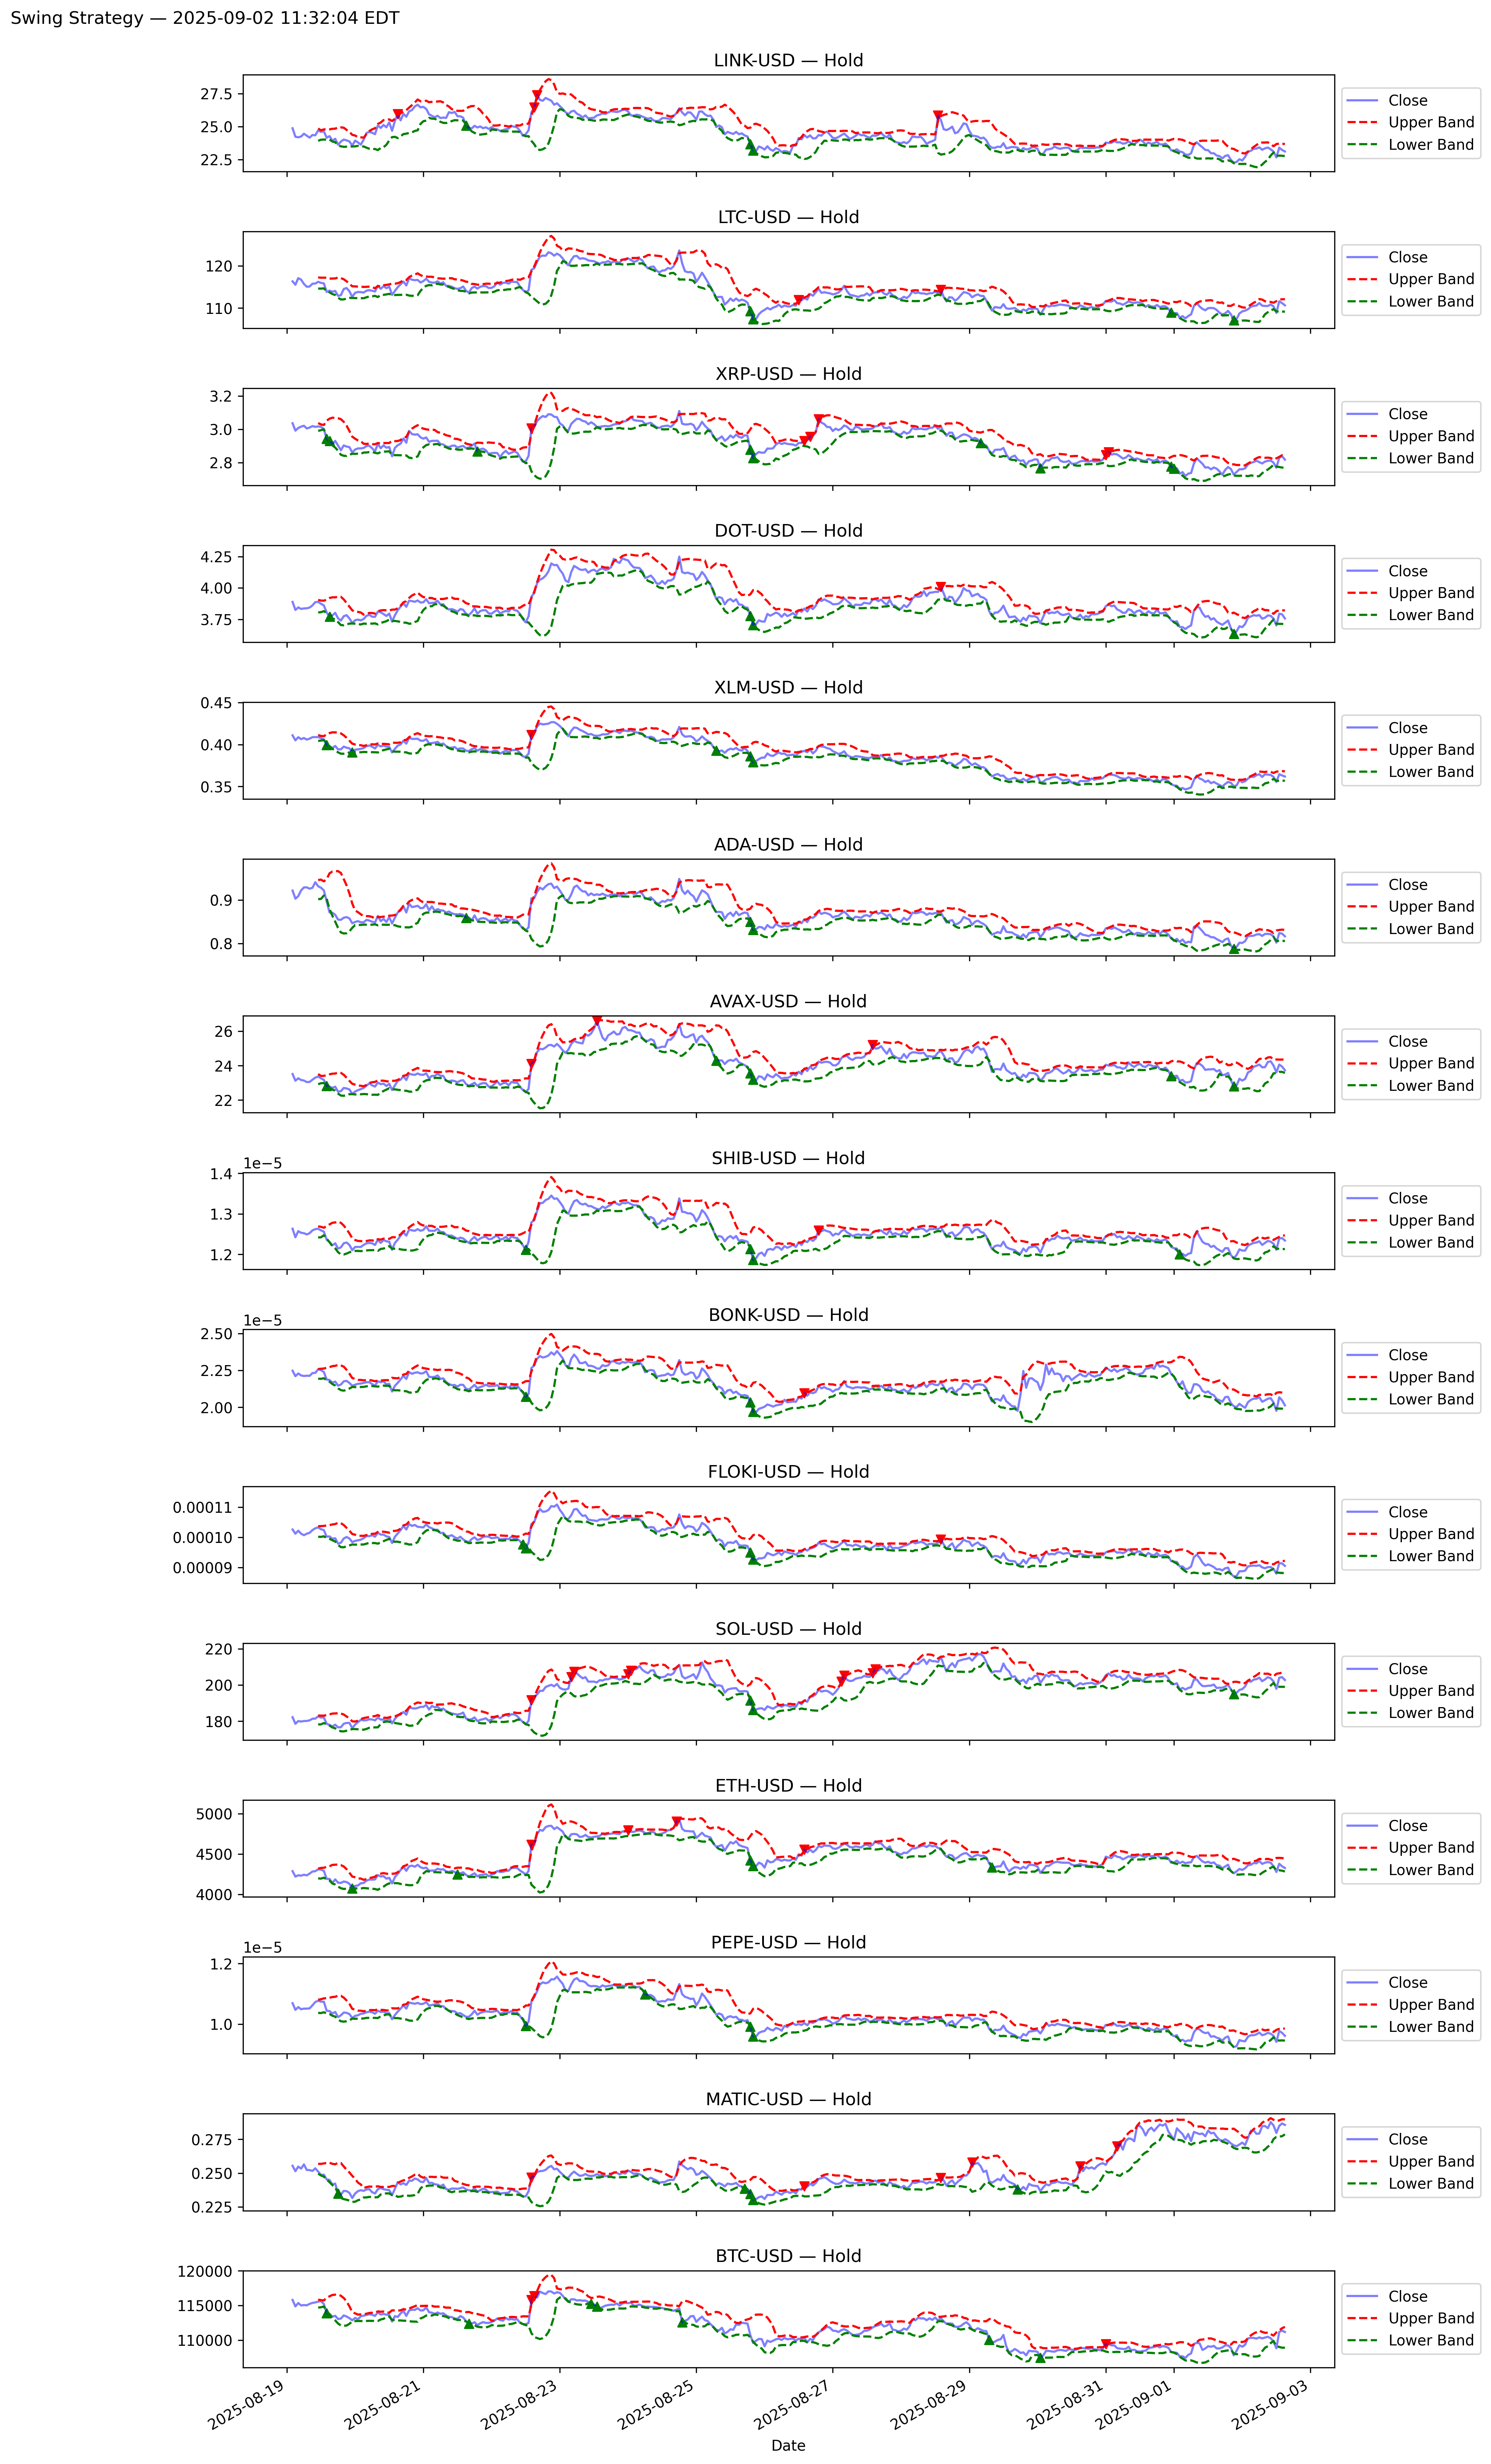 Swing Strategy — 2025-09-02 11:32:04 EDT
LINK-USD — Hold
27.5
25.0
22.5
Close
Upper Band
Lower Band
LTC-USD — Hold
120
110
Close
Upper Band
Lower Band
XRP-USD — Hold
3.2
3.0
2.8
Close
Upper Band
Lower Band
DOT-USD — Hold
4.25
4.00
3.75
Close
Upper Band
Lower Band
XLM-USD — Hold
0.45
0.40
0.35
Close
Upper Band
Lower Band
ADA-USD — Hold
0.9
0.8
Close
Upper Band
Lower Band
AVAX-USD — Hold
26
24
22
Close
Upper Band
Lower Band
SHIB-USD — Hold
1e−5
1.4
1.3
1.2
Close
Upper Band
Lower Band
BONK-USD — Hold
1e−5
2.50
2.25
2.00
Close
Upper Band
Lower Band
FLOKI-USD — Hold
0.00011
0.00010
0.00009
Close
Upper Band
Lower Band
SOL-USD — Hold
220
200
180
Close
Upper Band
Lower Band
ETH-USD — Hold
5000
4500
4000
Close
Upper Band
Lower Band
PEPE-USD — Hold
1e−5
1.2
1.0
Close
Upper Band
Lower Band
MATIC-USD — Hold
0.275
0.250
0.225
Close
Upper Band
Lower Band
BTC-USD — Hold
120000
115000
110000
Close
Upper Band
Lower Band
2025-08-19
2025-08-21
2025-08-23
2025-08-25
2025-08-27
2025-08-29
2025-08-31
2025-09-01
2025-09-03
Date